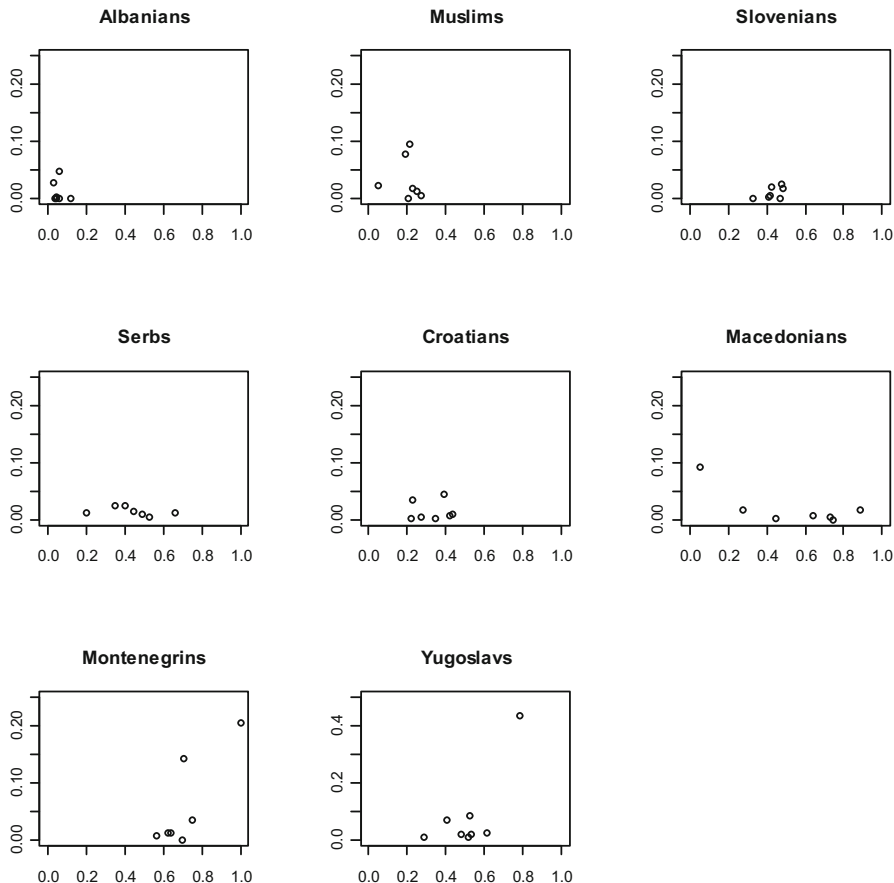 Albanians Muslims Slovenians
0.20 0.20 0.20
0.10 0.10 0.10
0.00 0.00 0.00
0.0 0.2 0.4 0.6 0.8 1.0 0.0 0.2 0.4 0.6 0.8 1.0 0.0 0.2 0.4 0.6 0.8 1.0
Serbs Croatians Macedonians
0.20 0.20 0.20
0.10 0.10 0.10
0.00 0.00 0.00
0.0 0.2 0.4 0.6 0.8 1.0 0.0 0.2 0.4 0.6 0.8 1.0 0.0 0.2 0.4 0.6 0.8 1.0
Montenegrins Yugoslavs
0.20 0.4
0.10 0.2
0.00 0.0
0.0 0.2 0.4 0.6 0.8 1.0 0.0 0.2 0.4 0.6 0.8 1.0